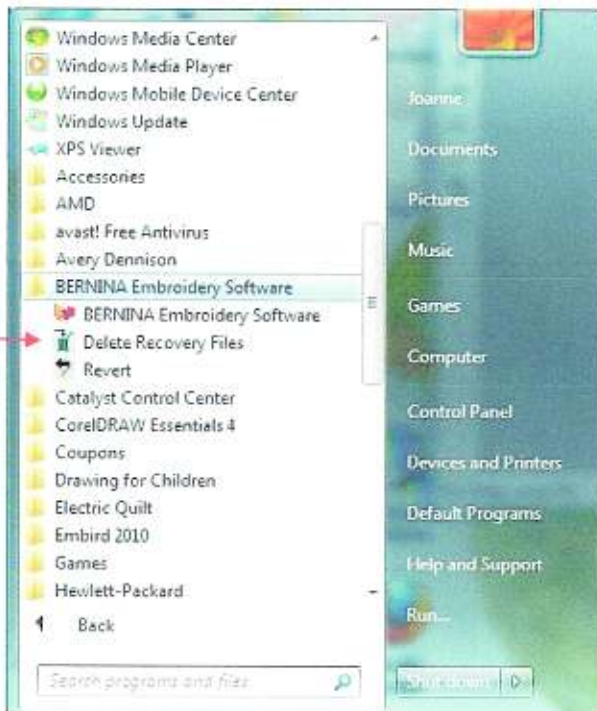 Windows Media Center
Windows Media Player
Windows Mobile Device Center
Windows Update
XPS Viewer
Accessories
AMD
avast! Free Antivirus
Avery Dennison
BERNINA Embroidery Software
BERNINA Embroidery Software
Delete Recovery Files
Revert
Catalyst Control Center
CorelDRAW Essentials 4
Coupons
Drawing for Children
Electric Quilt
Embird 2010
Games
Hewlett-Packard
Back
Search programs and files
Joanne
Documents
Pictures
Music
Games
Computer
Control Panel
Devices and Printers
Default Programs
Help and Support
Run...
Shut down